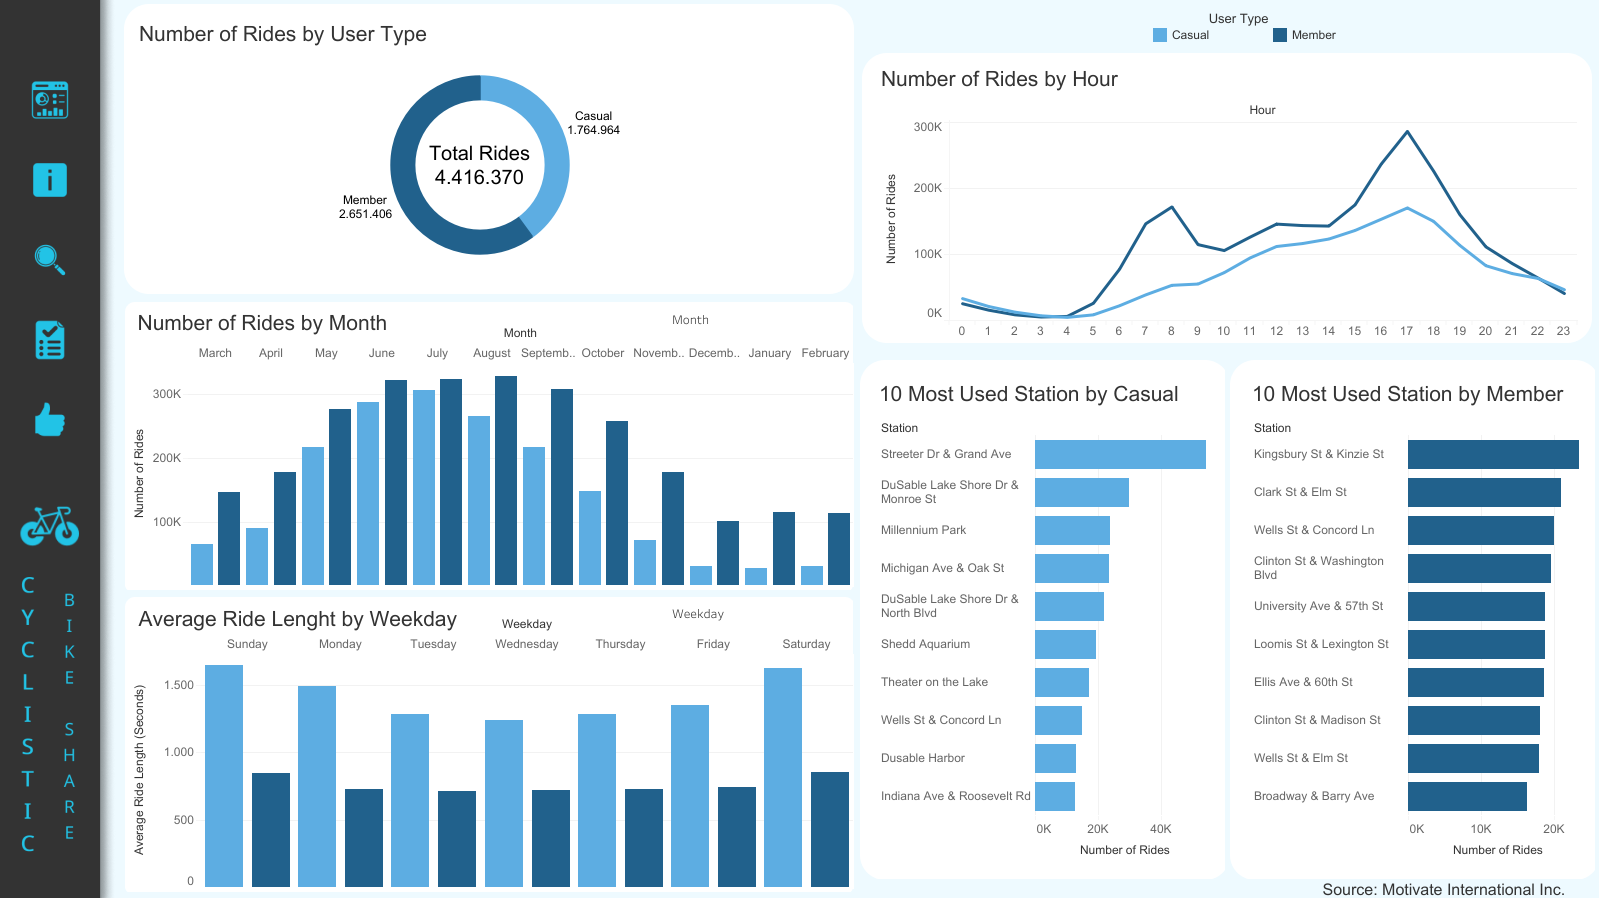 CYCLISTIC
BIKE SHARE
Number of Rides by User Type
Casual
1.764.964
Total Rides
4.416.370
Member
2.651.406
User Type
Casual
Member
Number of Rides by Hour
Hour
Number of Rides
300K
200K
100K
0K
0 1 2 3 4 5 6 7 8 9 10 11 12 13 14 15 16 17 18 19 20 21 22 23
Number of Rides by Month
Month
Month
March April May June July August Septemb.. October Novemb.. Decemb.. January February
Number of Rides
300K
200K
100K
Average Ride Lenght by Weekday
Weekday
Weekday
Sunday Monday Tuesday Wednesday Thursday Friday Saturday
Average Ride Length (Seconds)
1.500
1.000
500
0
10 Most Used Station by Casual
Station
Streeter Dr & Grand Ave
DuSable Lake Shore Dr &
Monroe St
Millennium Park
Michigan Ave & Oak St
DuSable Lake Shore Dr &
North Blvd
Shedd Aquarium
Theater on the Lake
Wells St & Concord Ln
Dusable Harbor
Indiana Ave & Roosevelt Rd
0K 20K 40K
Number of Rides
10 Most Used Station by Member
Station
Kingsbury St & Kinzie St
Clark St & Elm St
Wells St & Concord Ln
Clinton St & Washington
Blvd
University Ave & 57th St
Loomis St & Lexington St
Ellis Ave & 60th St
Clinton St & Madison St
Wells St & Elm St
Broadway & Barry Ave
0K 10K 20K
Number of Rides
Source: Motivate International Inc.